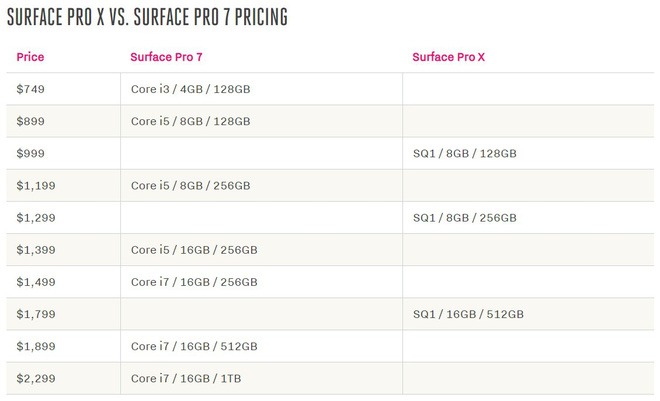 SURFACE PRO X VS. SURFACE PRO 7 PRICING
Price Surface Pro 7 Surface Pro X
$749 Core i3 / 4GB / 128GB
$899 Core i5 / 8GB / 128GB
$999 SQ1 / 8GB / 128GB
$1,199 Core i5 / 8GB / 256GB
$1,299 SQ1 / 8GB / 256GB
$1,399 Core i5 / 16GB / 256GB
$1,499 Core i7 / 16GB / 256GB
$1,799 SQ1 / 16GB / 512GB
$1,899 Core i7 / 16GB / 512GB
$2,299 Core i7 / 16GB / 1TB